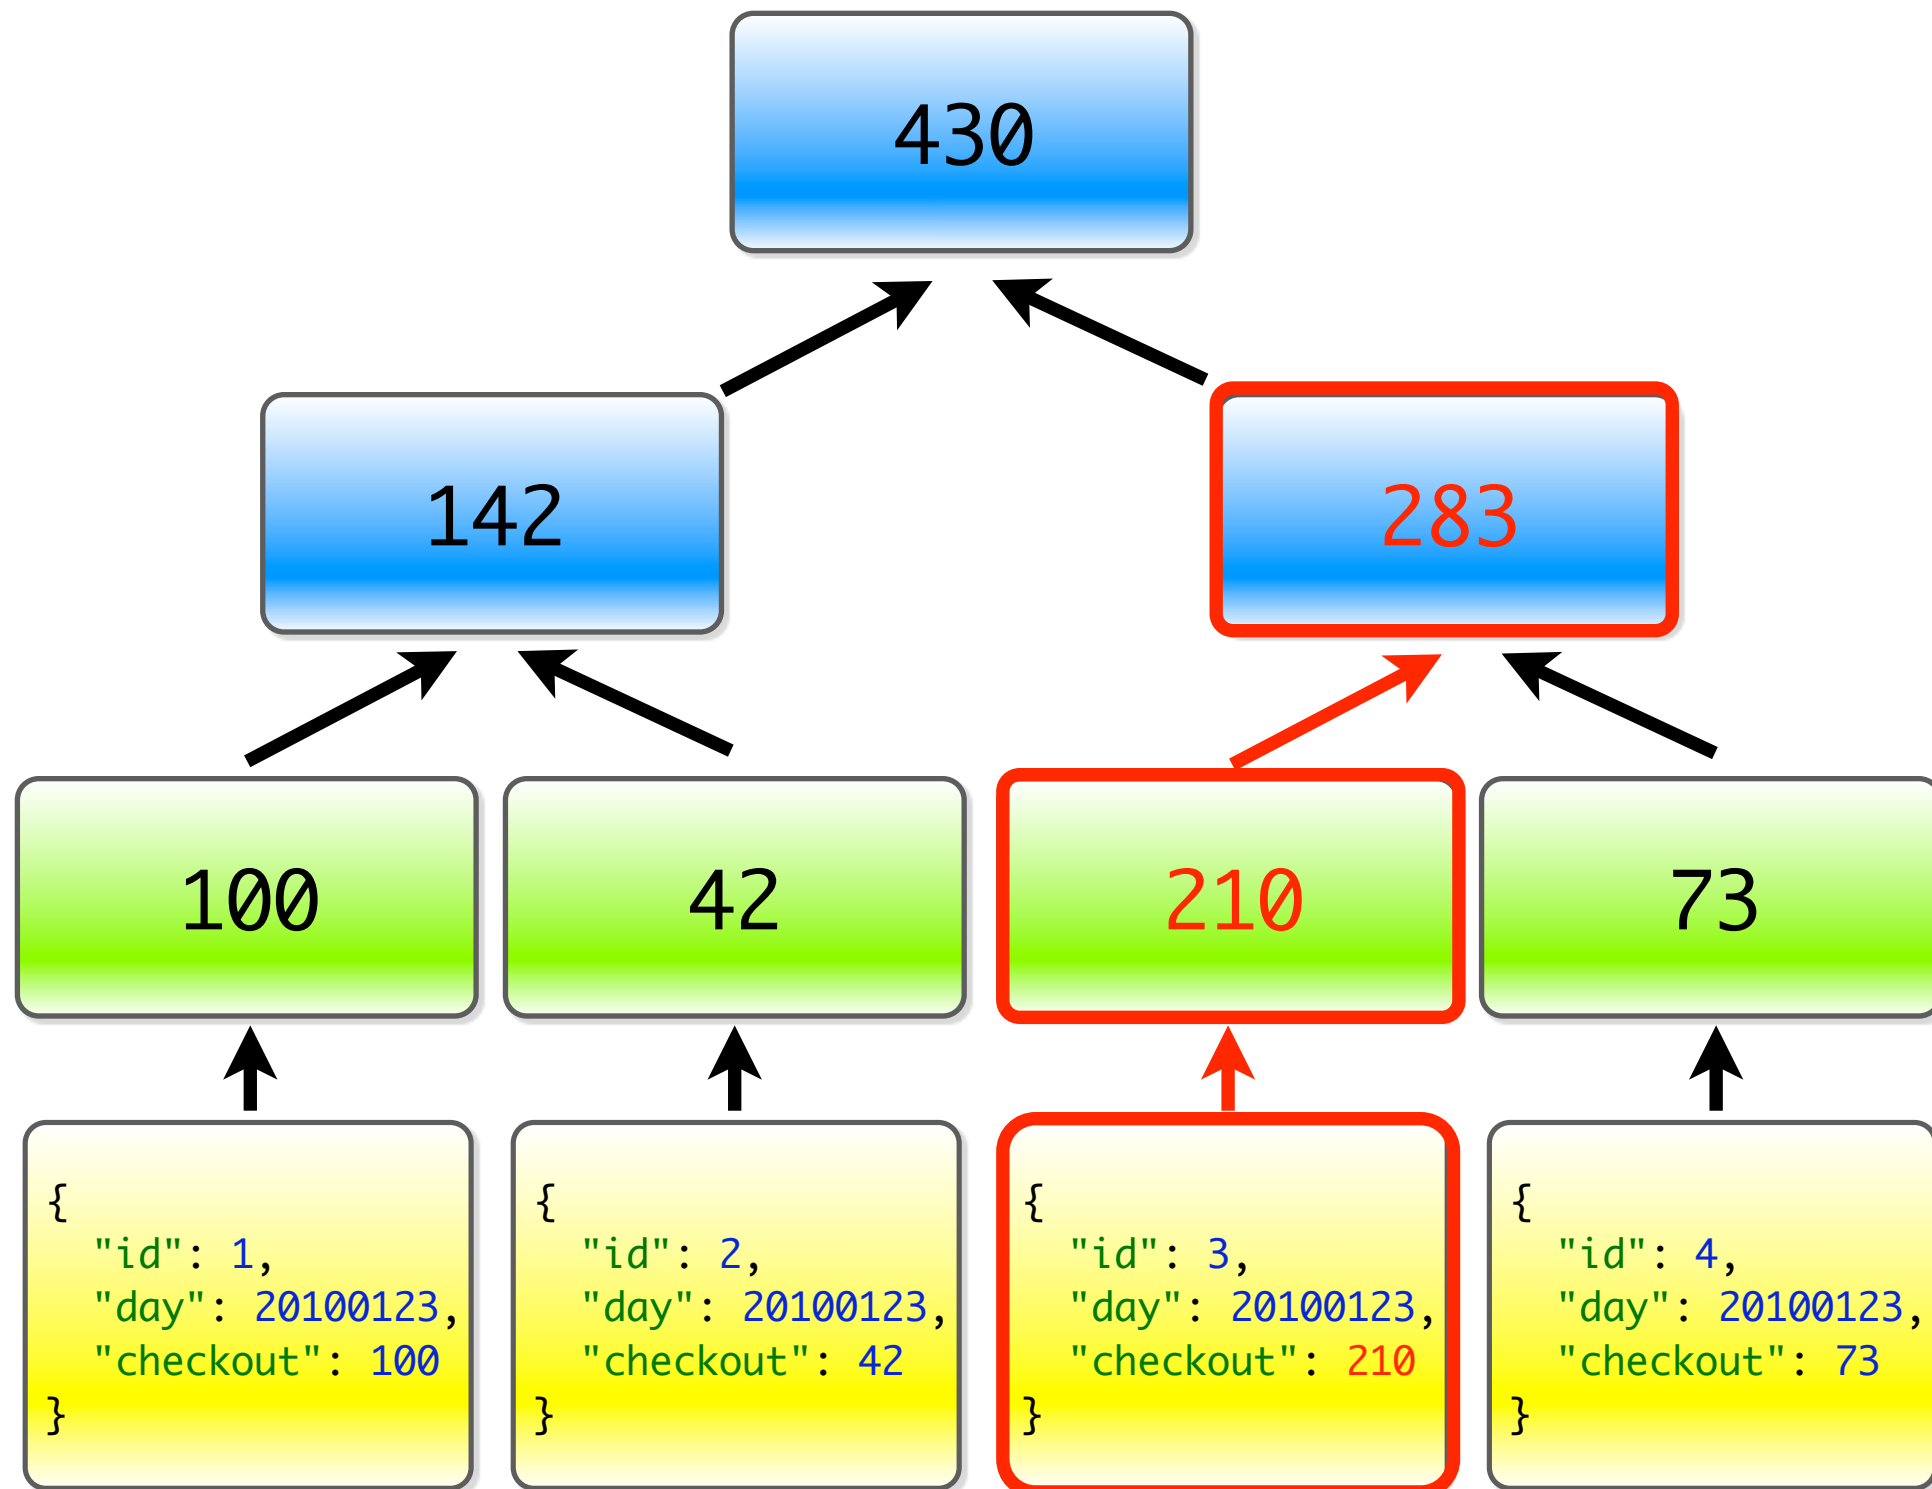 430
142
283
100
42
210
73
{
"id": 1,
"day": 20100123,
"checkout": 100
}
{
"id": 2,
"day": 20100123,
"checkout": 42
}
{
"id": 3,
"day": 20100123,
"checkout": 210
}
{
"id": 4,
"day": 20100123,
"checkout": 73
}